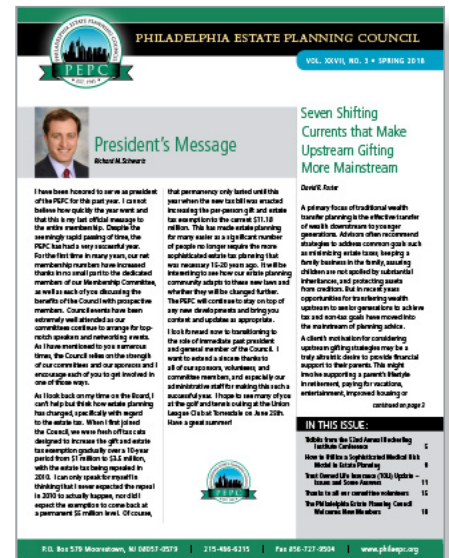 PHILADELPHIA ESTATE PLANNING COUNCIL
PHILADELPHIA ESTATE PLANNING COUNCIL
PEPC
EST. 1945
VOL. XXVII, NO. 3 • SPRING 2018
President's Message
Richard M. Schwartz
I have been honored to serve as president
of the PEPC for this past year. I cannot
believe how quickly the year went and
that this is my last official message to
the entire membership. Despite the
seemingly rapid passing of time, the
PEPC has had a very successful year.
For the first time in many years, our net
membership numbers have increased
thanks in no small part to the dedicated
members of our Membership Committee,
as well as each of you discussing the
benefits of the Council with prospective
members. Council events have been
extremely well attended as our
committees continue to arrange for top-
notch speakers and networking events.
As I have mentioned to you numerous
times, the Council relies on the strength
of our committees and our sponsors and I
encourage each of you to get involved in
one of those ways.
As I look back on my time on the Board, I
can't help but think how estate planning
has changed, specifically with regard
to the estate tax. When I first joined
the Council, we were fresh off tax cuts
designed to increase the gift and estate
tax exemption gradually over a 10-year
period from $1 million to $3.5 million,
with the estate tax being repealed in
2010. I can only speak for myself in
thinking that I never expected the repeal
in 2010 to actually happen, nor did I
expect the exemption to come back at
a permanent $5 million level. Of course,
that permanency only lasted until this
year when the new tax bill was enacted
increasing the per-person gift and estate
tax exemption to the current $11.18
million. This has made estate planning
for many easier as a significant number
of people no longer require the more
sophisticated estate tax planning that
was necessary 15-20 years ago. It will be
interesting to see how our estate planning
community adapts to these new laws and
whether they will be changed further.
The PEPC will continue to stay on top of
any new developments and bring you
content and updates as appropriate.
I look forward now to transitioning to
the role of immediate past president
and general member of the Council. I
want to extend a sincere thanks to
all of our sponsors, volunteers, and
committee members, and especially our
administrative staff for making this such a
successful year. I hope to see many of you
at the golf and tennis outing at the Union
League Club at Torresdale on June 25th.
Have a great summer!
PEPC
Seven Shifting
Currents that Make
Upstream Gifting
More Mainstream
David R. Foster
A primary focus of traditional wealth
transfer planning is the effective transfer
of wealth downstream to younger
generations. Advisors often recommend
strategies to address common goals such
as minimizing estate taxes, keeping a
family business in the family, assuring
children are not spoiled by substantial
inheritances, and protecting assets
from creditors. But in recent years
opportunities for transferring wealth
upstream to senior generations to achieve
tax and non-tax goals have moved into
the mainstream of planning advice.
A client's motivation for considering
upstream gifting strategies may be a
truly altruistic desire to provide financial
support to their parents. This might
involve supporting a parent's lifestyle
in retirement, paying for vacations,
entertainment, improved housing or
continued on page 3
IN THIS ISSUE:
Tidbits from the 52nd Annual Heckerling
Institute Conference 5
How to Utilize a Sophisticated Medical Risk
Model in Estate Planning 9
Trust Owned Life Insurance (TOLI) Update –
Issues and Some Answers 11
Thanks to all our committee volunteers 15
The Philadelphia Estate Planning Council
Welcomes New Members 18
P.O. Box 579 Moorestown, NJ 08057-0579 | 215-486-6215 | Fax 856-727-9504 | www.philaepc.org